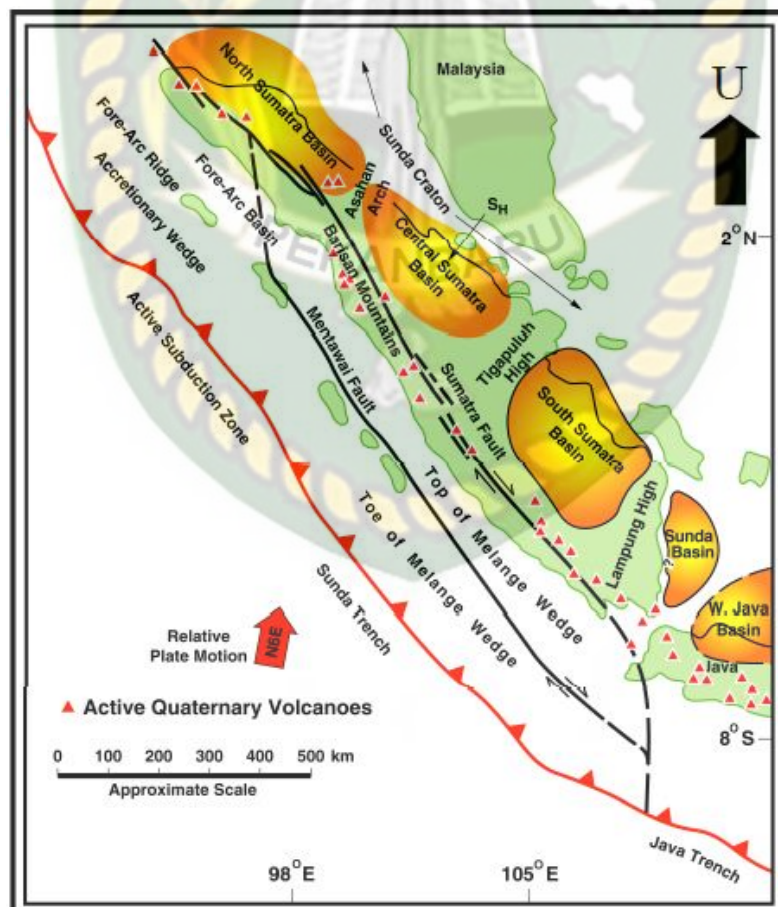 North Sumatra Basin
Malaysia
U
Fore-Arc Ridge
Accretionary Wedge
Fore-Arc Basin
Asahan
Arch
Sunda Craton
S_H
PEKANBARU
2°N
Central Sumatra
Basin
Barisan Mountains
Active Subduction Zone
Mentawai Fault
Tigapuluh
High
Sumatra Fault
South Sumatra
Basin
Top of Melange Wedge
Toe of Melange Wedge
Lampung High
Sunda
Basin
?
Sunda Trench
W. Java
Basin
Java
Relative
Plate Motion
N6E
Active Quaternary Volcanoes
8°S
0 100 200 300 400 500 km
Approximate Scale
Java Trench
98°E
105°E